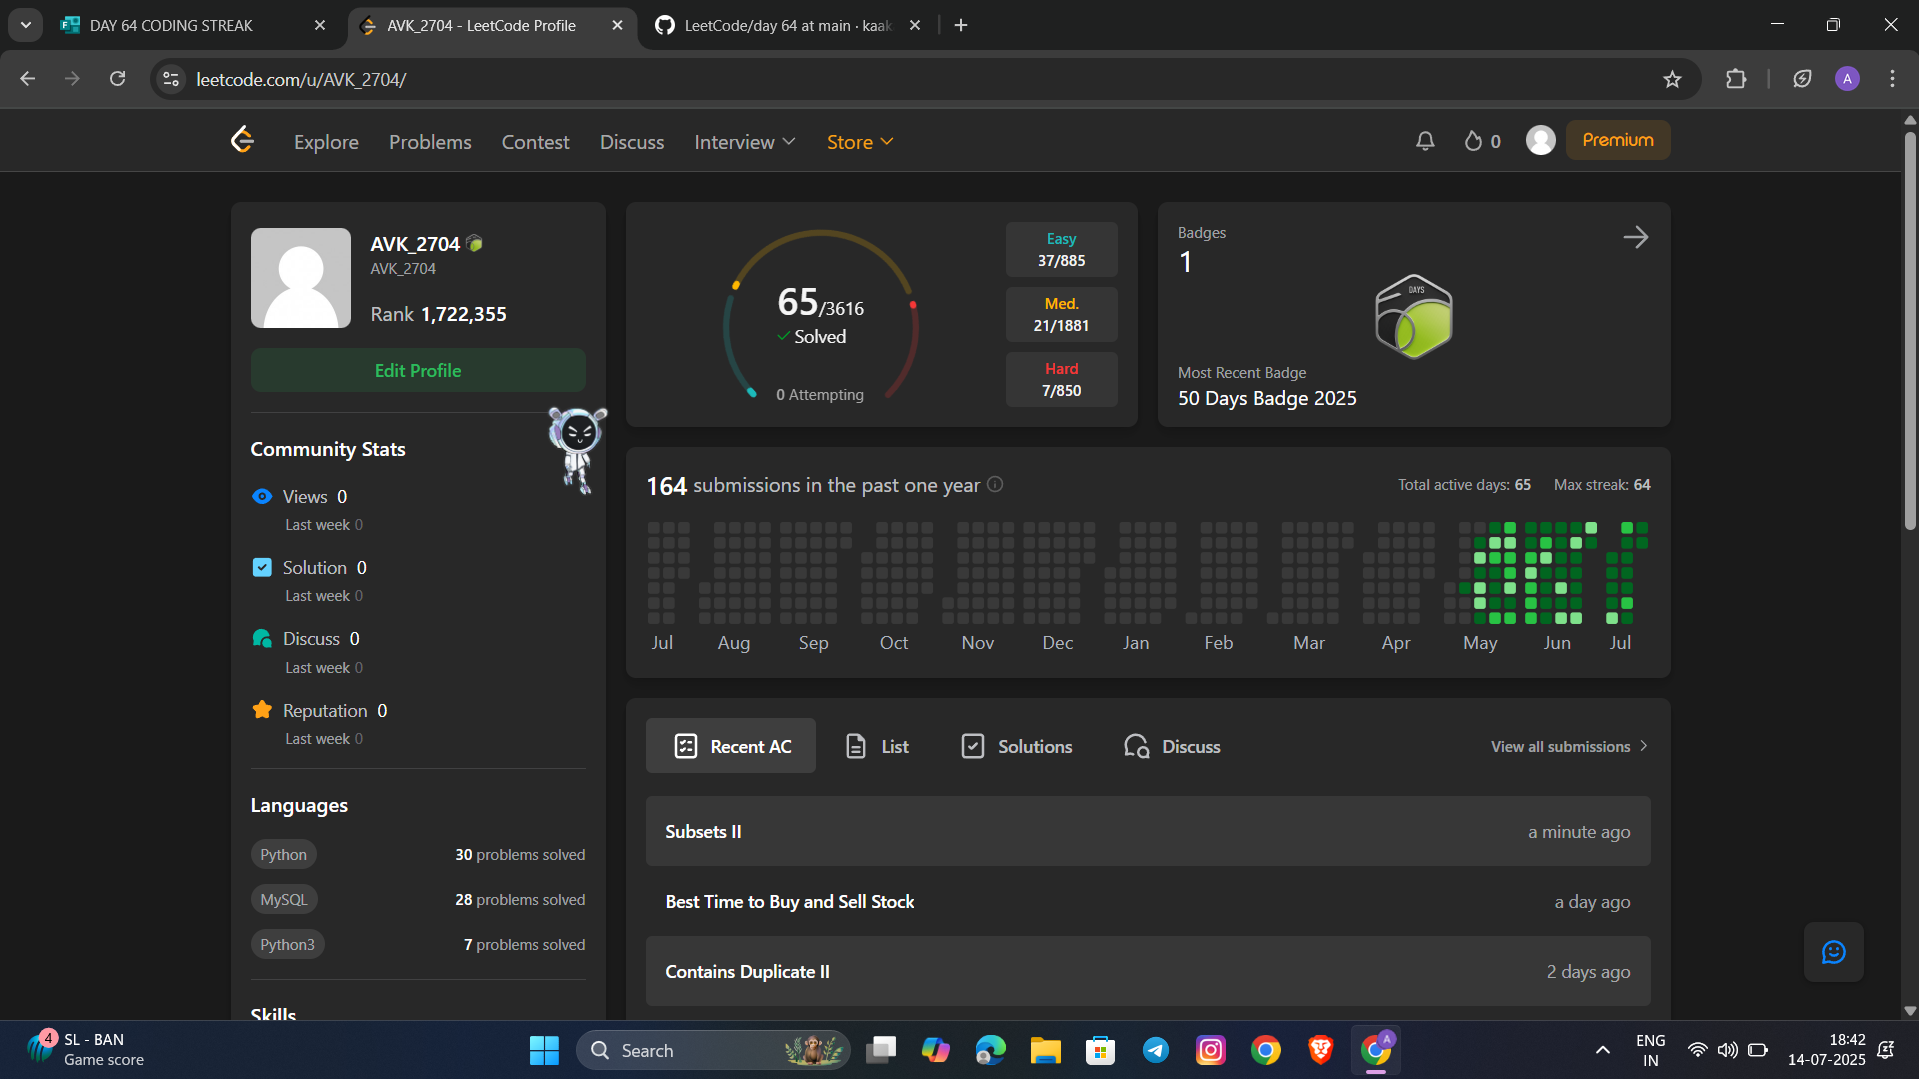 DAY 64 CODING STREAK
AVK_2704 - LeetCode Profile
LeetCode/day 64 at main · kaak
leetcode.com/u/AVK_2704/
A
Explore
Problems
Contest
Discuss
Interview
Store
0
Premium
AVK_2704
AVK_2704
Rank 1,722,355
Edit Profile
Community Stats
Views 0
Last week 0
Solution 0
Last week 0
Discuss 0
Last week 0
Reputation 0
Last week 0
Languages
Python 30 problems solved
MySQL 28 problems solved
Python3 7 problems solved
Skills
65/3616
Solved
0 Attempting
Easy
37/885
Med.
21/1881
Hard
7/850
Badges
1
DAYS
Most Recent Badge
50 Days Badge 2025
164 submissions in the past one year
Total active days: 65 Max streak: 64
Jul Aug Sep Oct Nov Dec Jan Feb Mar Apr May Jun Jul
Recent AC
List
Solutions
Discuss
View all submissions
Subsets II a minute ago
Best Time to Buy and Sell Stock a day ago
Contains Duplicate II 2 days ago
4
SL - BAN
Game score
Search
A
ENG
IN
18:42
14-07-2025